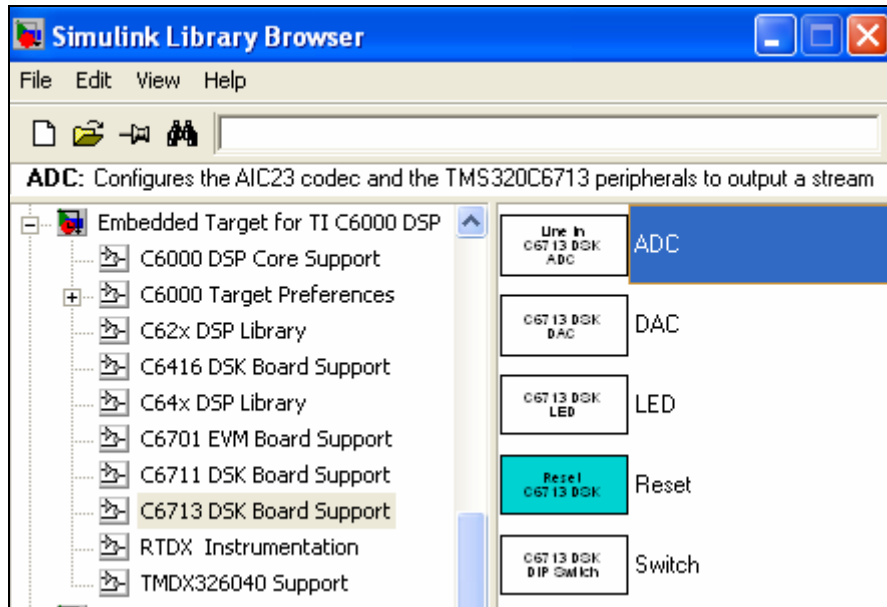 Simulink Library Browser
File Edit View Help
ADC: Configures the AIC23 codec and the TMS320C6713 peripherals to output a stream
Embedded Target for TI C6000 DSP
C6000 DSP Core Support
C6000 Target Preferences
C62x DSP Library
C6416 DSK Board Support
C64x DSP Library
C6701 EVM Board Support
C6711 DSK Board Support
C6713 DSK Board Support
RTDX Instrumentation
TMDX326040 Support
Line In
C6713 DSK
ADC
ADC
C6713 DSK
DAC
DAC
C6713 DSK
LED
LED
Reset
C6713 DSK
Reset
C6713 DSK
DIP Switch
Switch